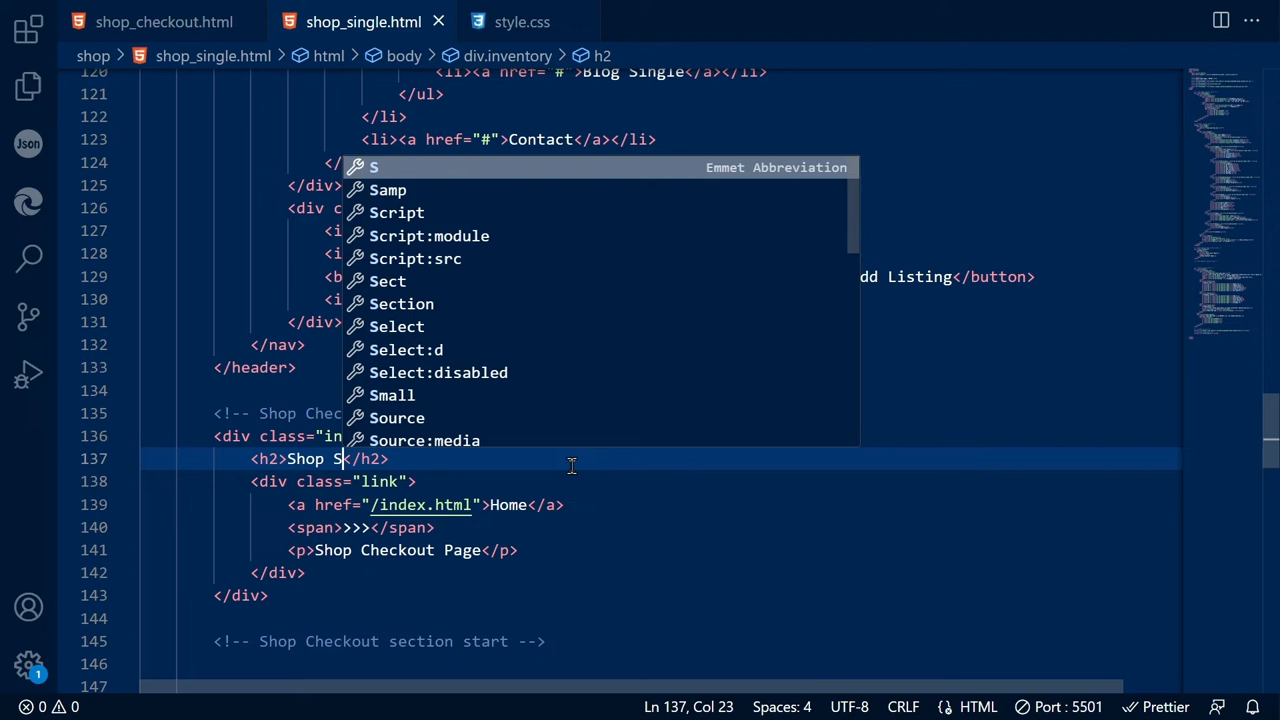 shop_checkout.html shop_single.html style.css
shop shop_single.html html body div.inventory h2
120 <li><a href="#">Blog Single</a></li>
121 </ul>
122 </li>
123 <li><a href="#">Contact</a></li>
124 </
125 </div>
126 <div c
127 <i
128 <i
129 <b dd Listing</button>
130 <i
131 </div>
132 </nav>
133 </header>
134
135 <!-- Shop Chec
136 <div class="in
137 <h2>Shop S</h2>
138 <div class="link">
139 <a href="/index.html">Home</a>
140 <span>>>></span>
141 <p>Shop Checkout Page</p>
142 </div>
143 </div>
144
145 <!-- Shop Checkout section start -->
146
147
S Emmet Abbreviation
Samp
Script
Script:module
Script:src
Sect
Section
Select
Select:d
Select:disabled
Small
Source
Source:media
Json
1
0 0 Ln 137, Col 23 Spaces: 4 UTF-8 CRLF HTML Port : 5501 Prettier